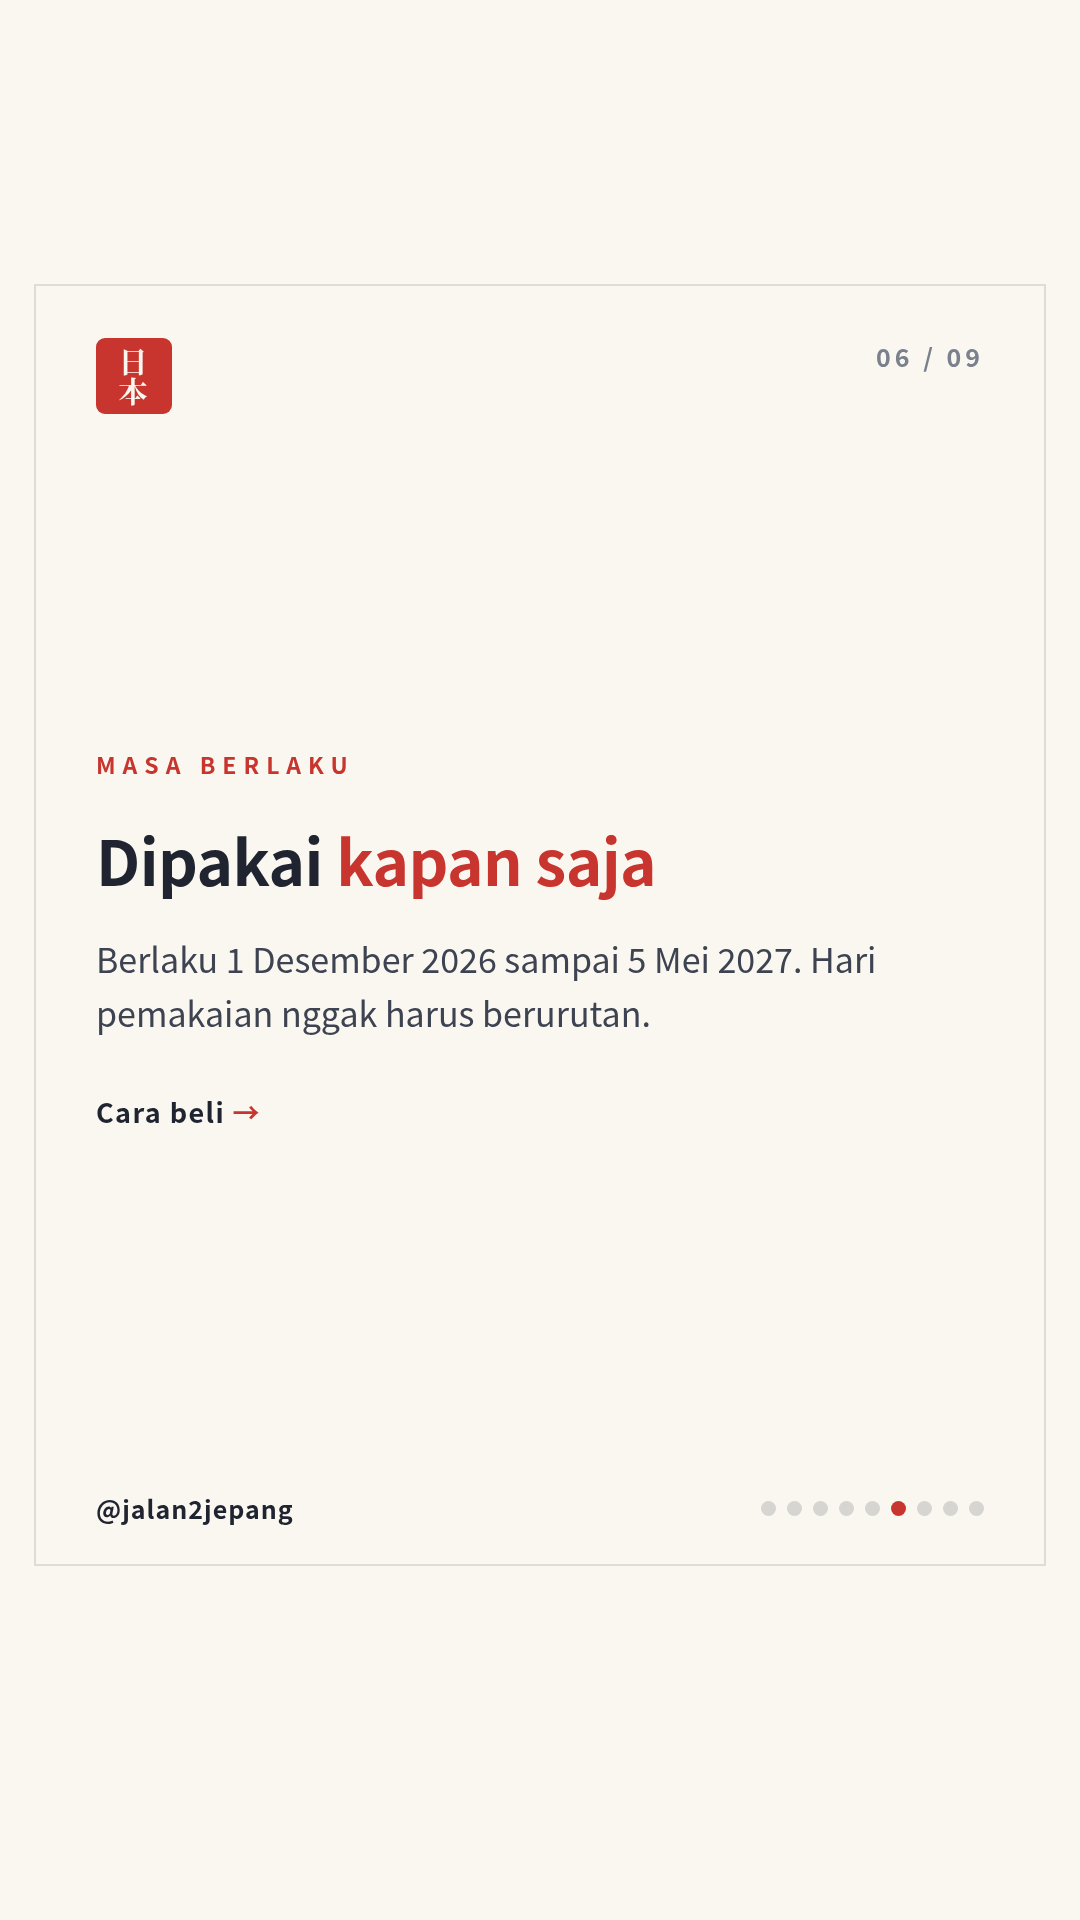 日本
06 / 09
MASA BERLAKU
Dipakai kapan saja
Berlaku 1 Desember 2026 sampai 5 Mei 2027. Hari
pemakaian nggak harus berurutan.
Cara beli →
@jalan2jepang